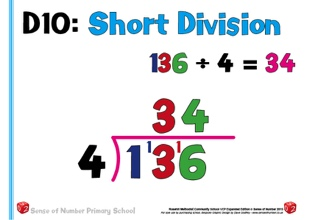 D10: Short Division
136 ÷ 4 = 34
34
4 1¹3¹6
Sense of Number Primary School